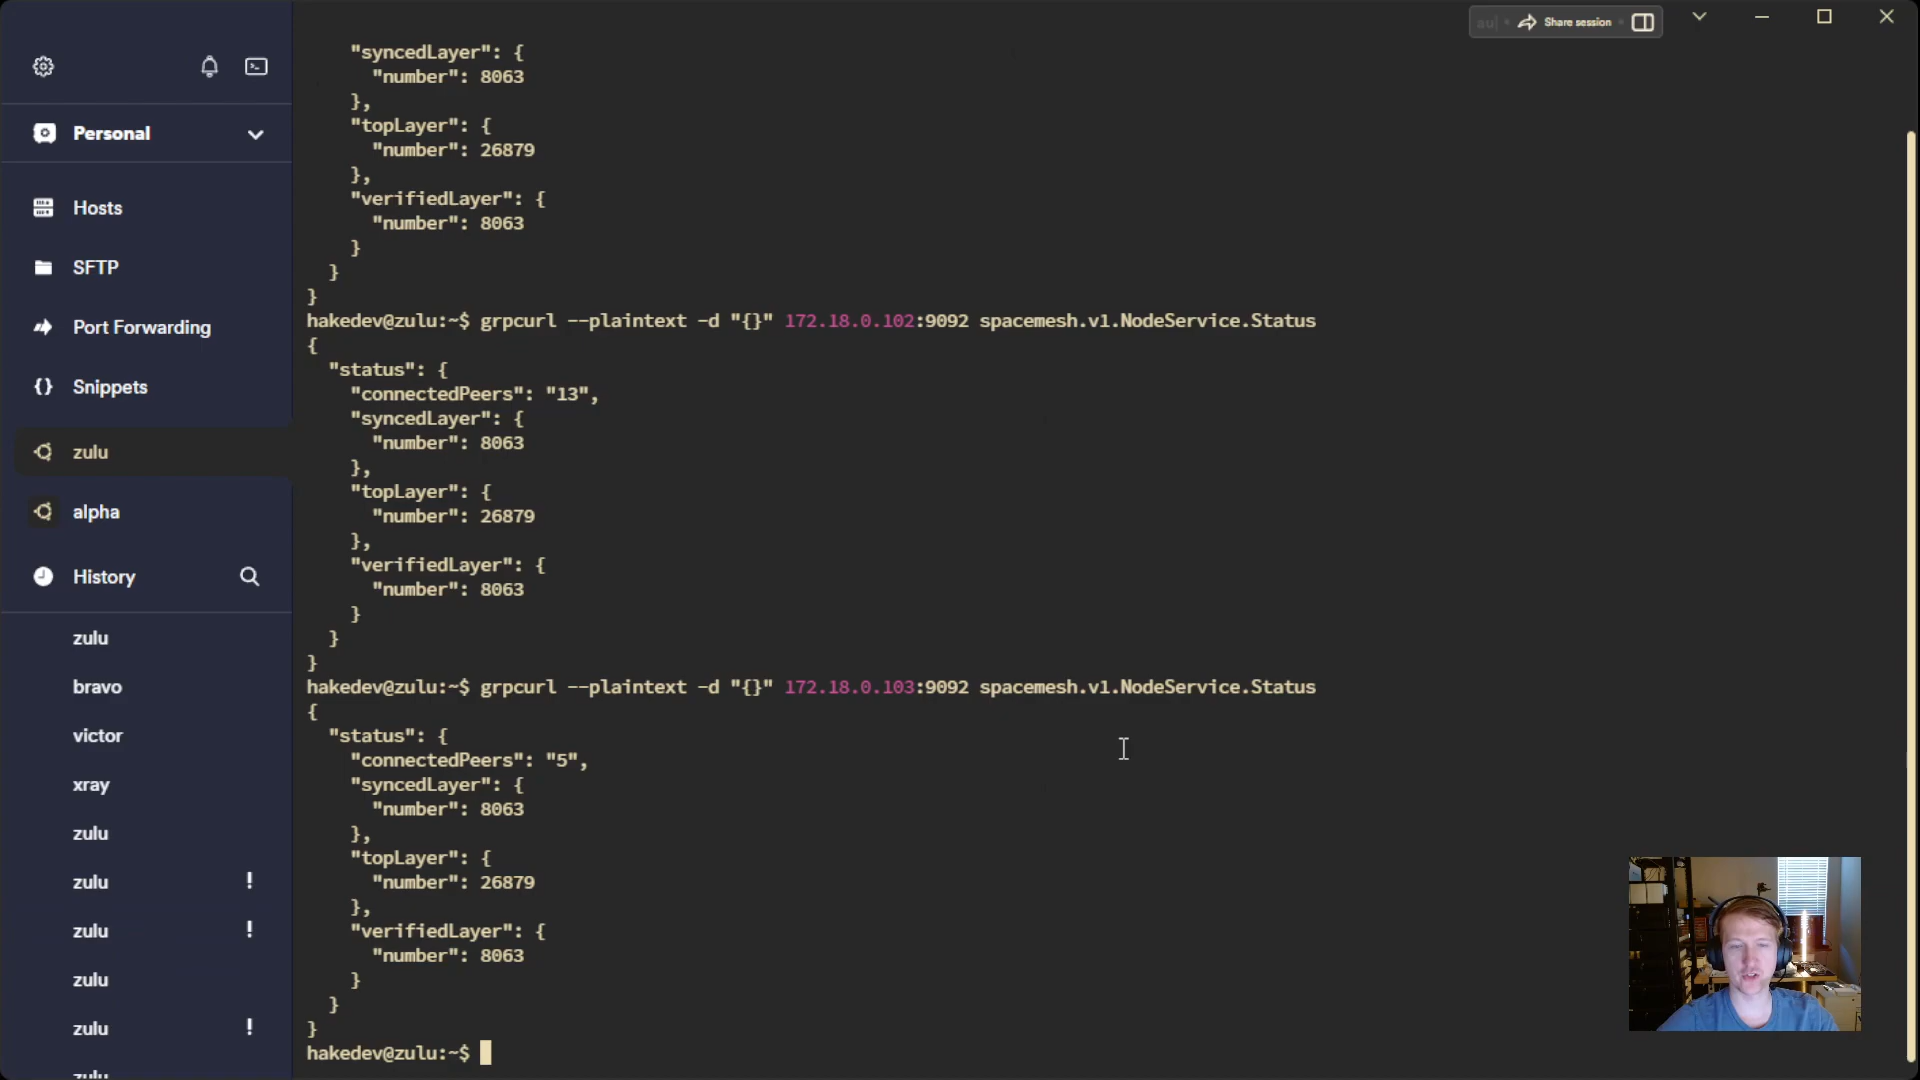 Share session
Personal
Hosts
SFTP
Port Forwarding
Snippets
zulu
alpha
History
zulu
bravo
victor
xray
zulu
zulu !
zulu !
zulu
zulu !
zulu
"syncedLayer": {
"number": 8063
},
"topLayer": {
"number": 26879
},
"verifiedLayer": {
"number": 8063
}
}
}
hakedev@zulu:~$ grpcurl --plaintext -d "{}" 172.18.0.102:9092 spacemesh.v1.NodeService.Status
{
"status": {
"connectedPeers": "13",
"syncedLayer": {
"number": 8063
},
"topLayer": {
"number": 26879
},
"verifiedLayer": {
"number": 8063
}
}
}
hakedev@zulu:~$ grpcurl --plaintext -d "{}" 172.18.0.103:9092 spacemesh.v1.NodeService.Status
{
"status": {
"connectedPeers": "5",
"syncedLayer": {
"number": 8063
},
"topLayer": {
"number": 26879
},
"verifiedLayer": {
"number": 8063
}
}
}
hakedev@zulu:~$